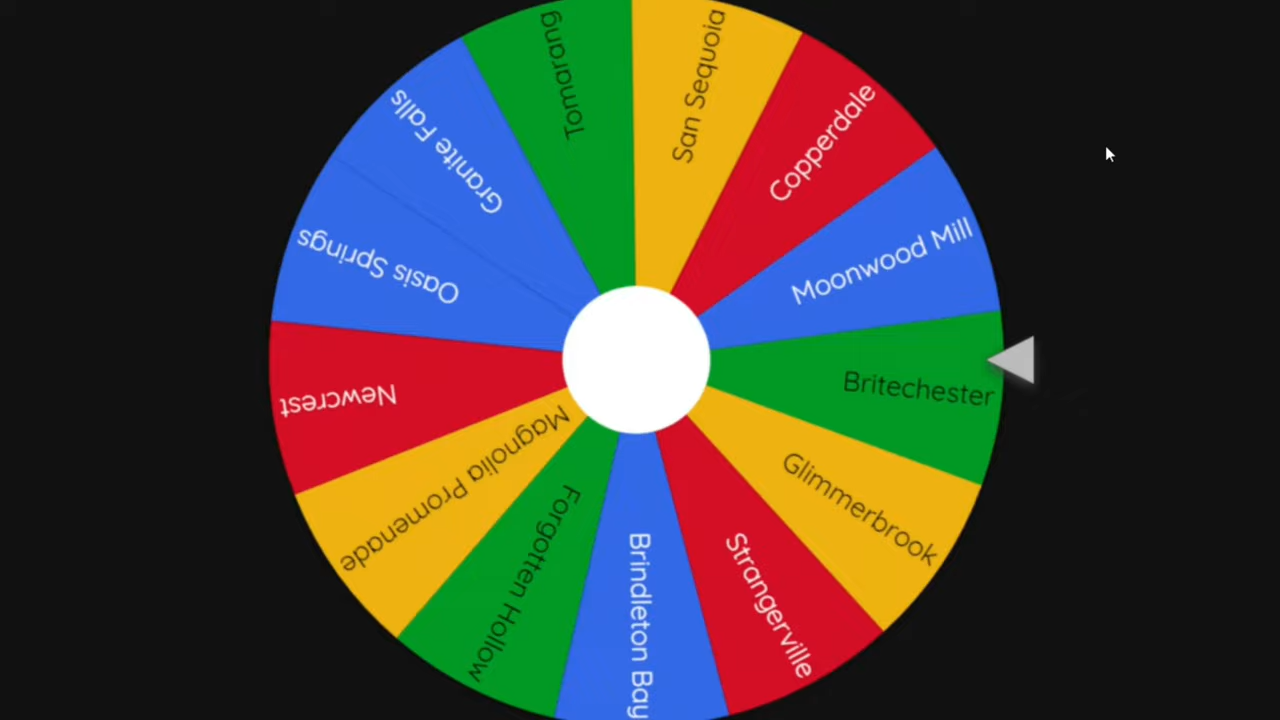 Tomarang
San Sequoia
Copperdale
Moonwood Mill
Britechester
Glimmerbrook
Strangerville
Brindleton Bay
Forgotten Hollow
Magnolia Promenade
Newcrest
Oasis Springs
Granite Falls